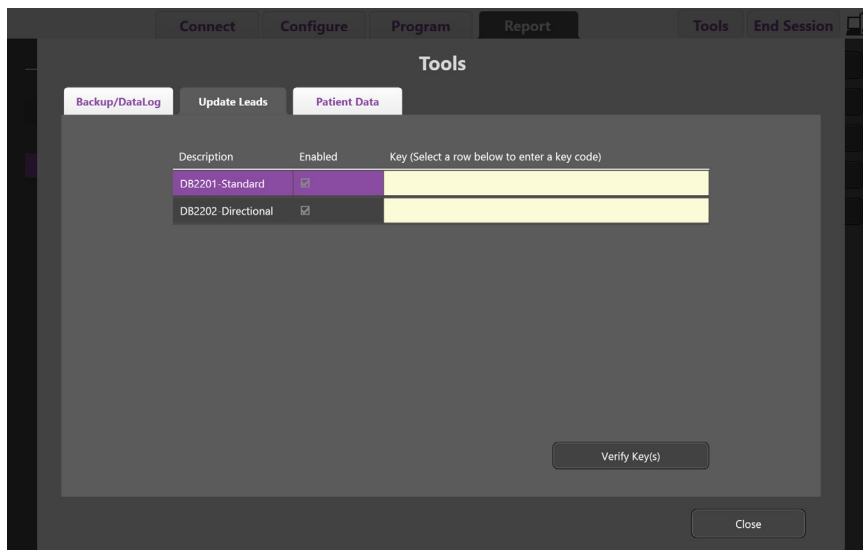 Connect Configure Program Report Tools End Session
Tools
Backup/DataLog Update Leads Patient Data
Description Enabled Key (Select a row below to enter a key code)
DB2201-Standard
DB2202-Directional
Verify Key(s)
Close